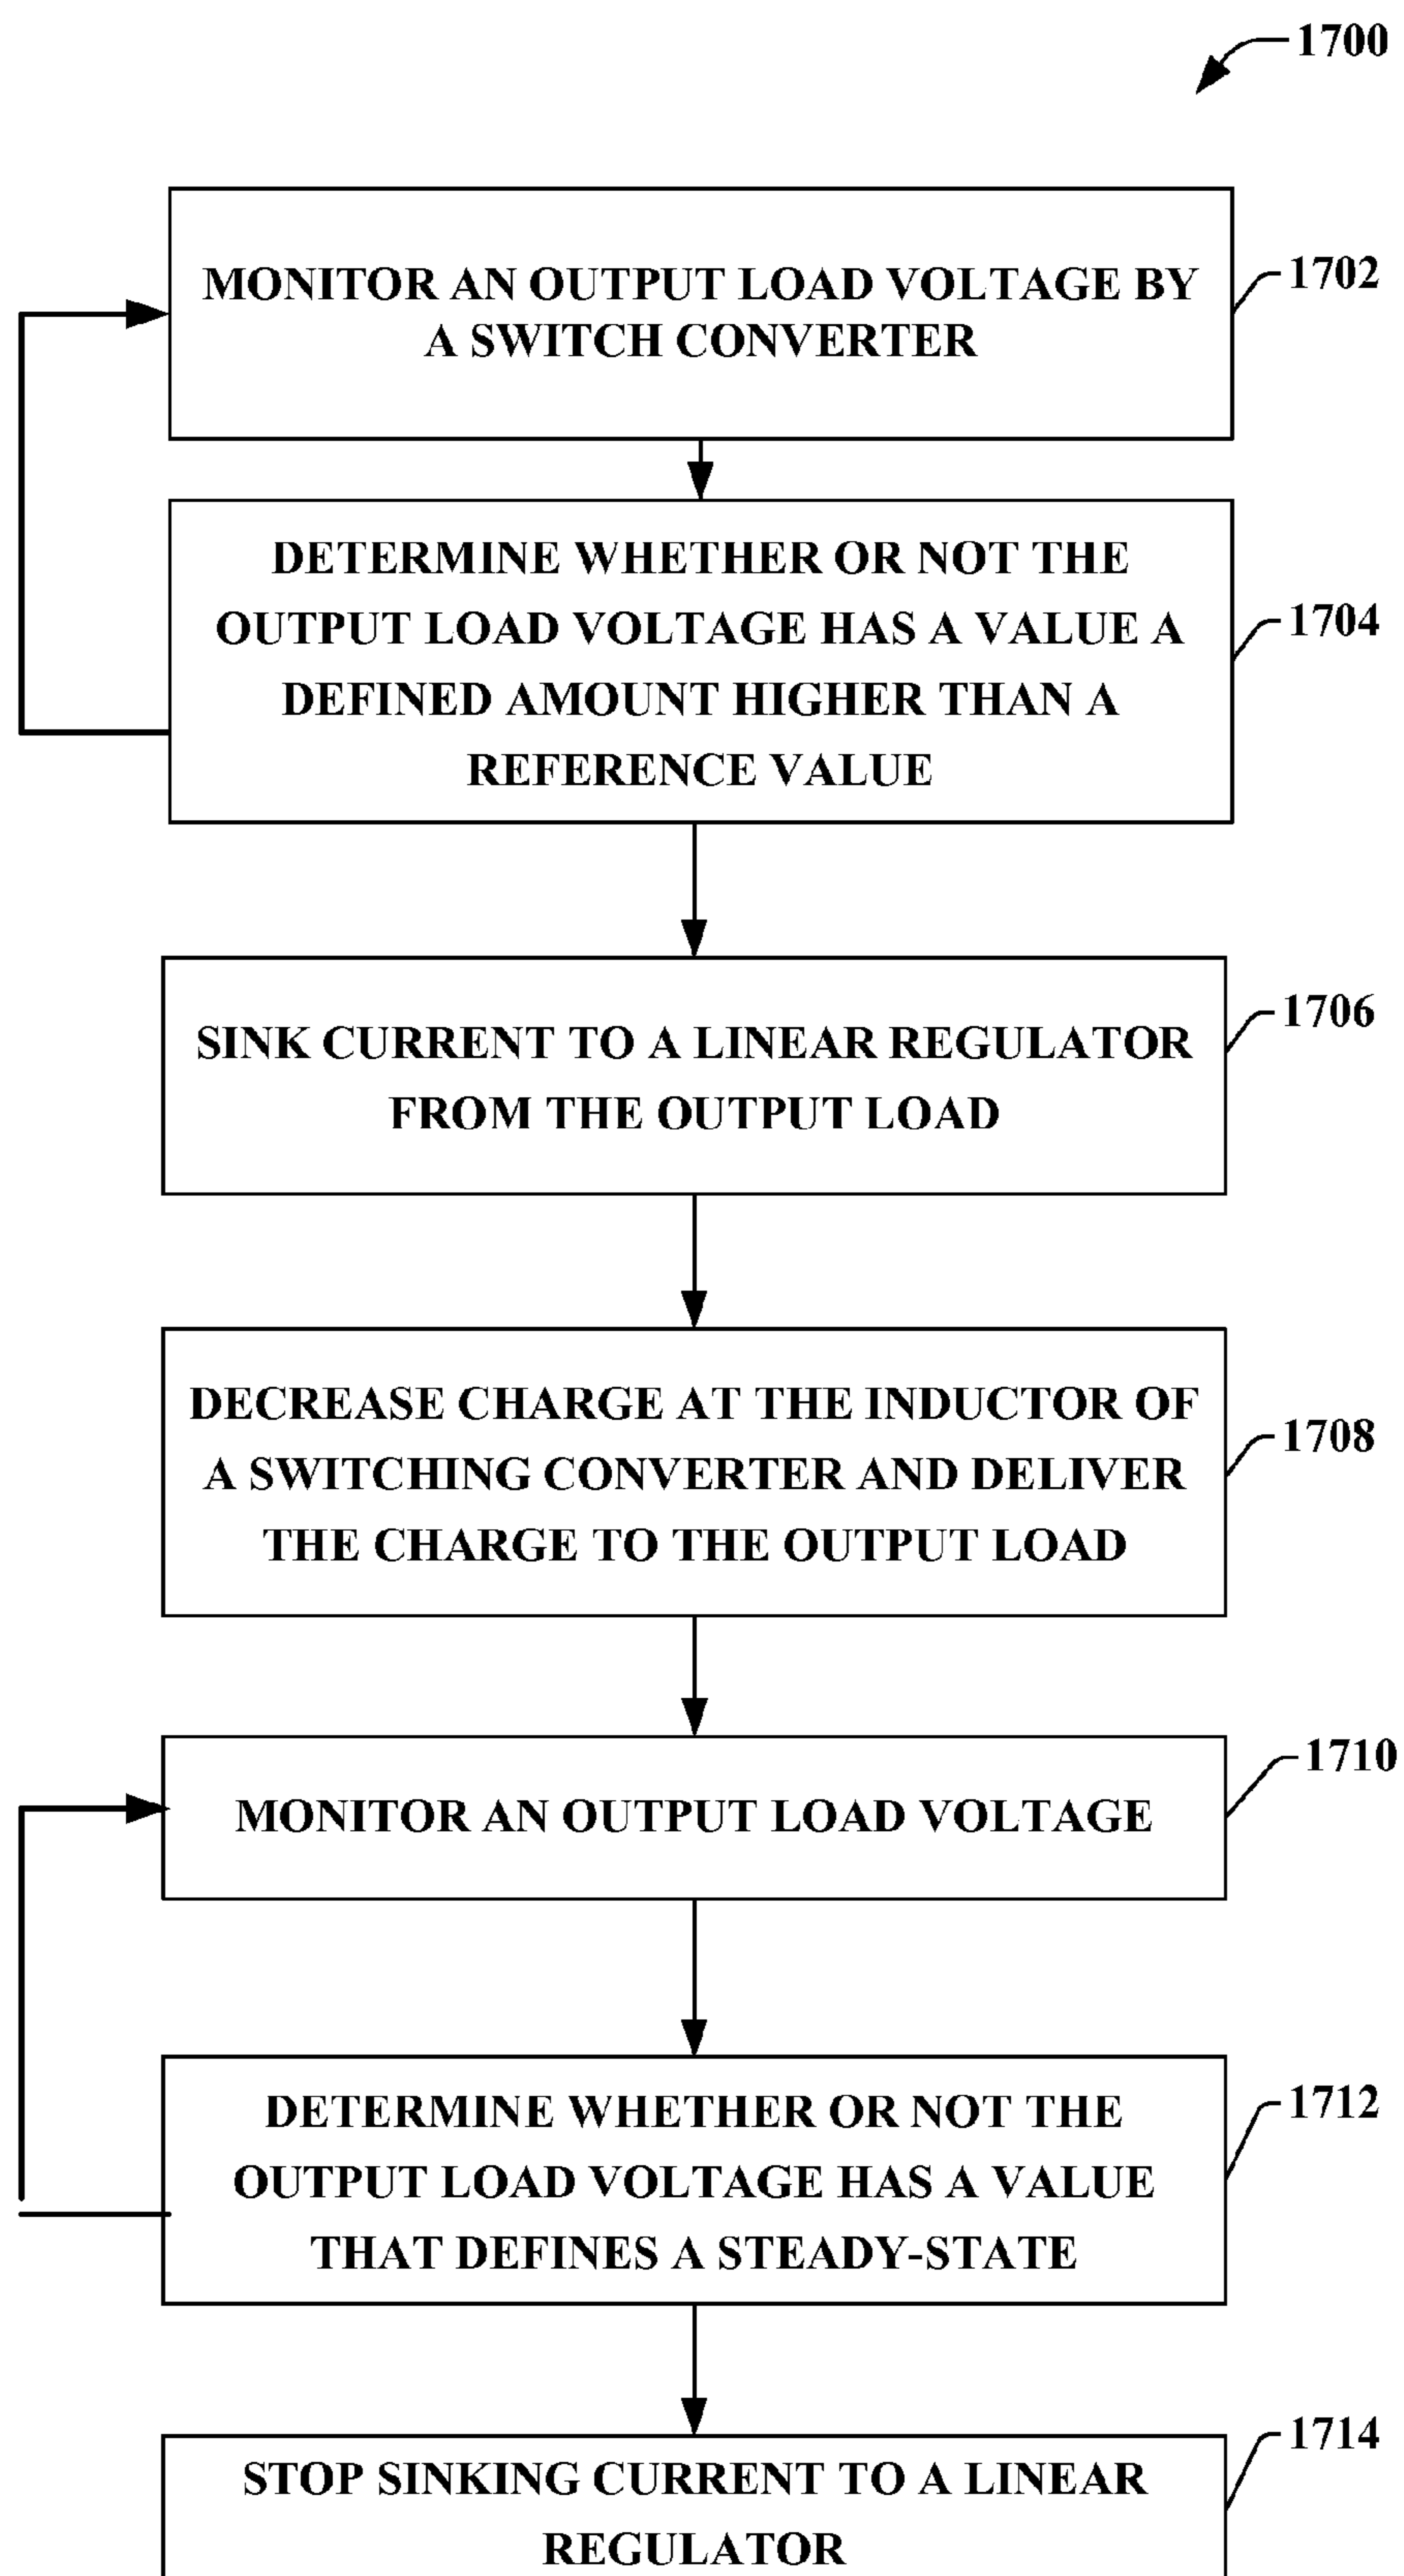 1700
MONITOR AN OUTPUT LOAD VOLTAGE BY
A SWITCH CONVERTER
1702
DETERMINE WHETHER OR NOT THE
OUTPUT LOAD VOLTAGE HAS A VALUE A
DEFINED AMOUNT HIGHER THAN A
REFERENCE VALUE
1704
SINK CURRENT TO A LINEAR REGULATOR
FROM THE OUTPUT LOAD
1706
DECREASE CHARGE AT THE INDUCTOR OF
A SWITCHING CONVERTER AND DELIVER
THE CHARGE TO THE OUTPUT LOAD
1708
MONITOR AN OUTPUT LOAD VOLTAGE
1710
DETERMINE WHETHER OR NOT THE
OUTPUT LOAD VOLTAGE HAS A VALUE
THAT DEFINES A STEADY-STATE
1712
STOP SINKING CURRENT TO A LINEAR
REGULATOR
1714